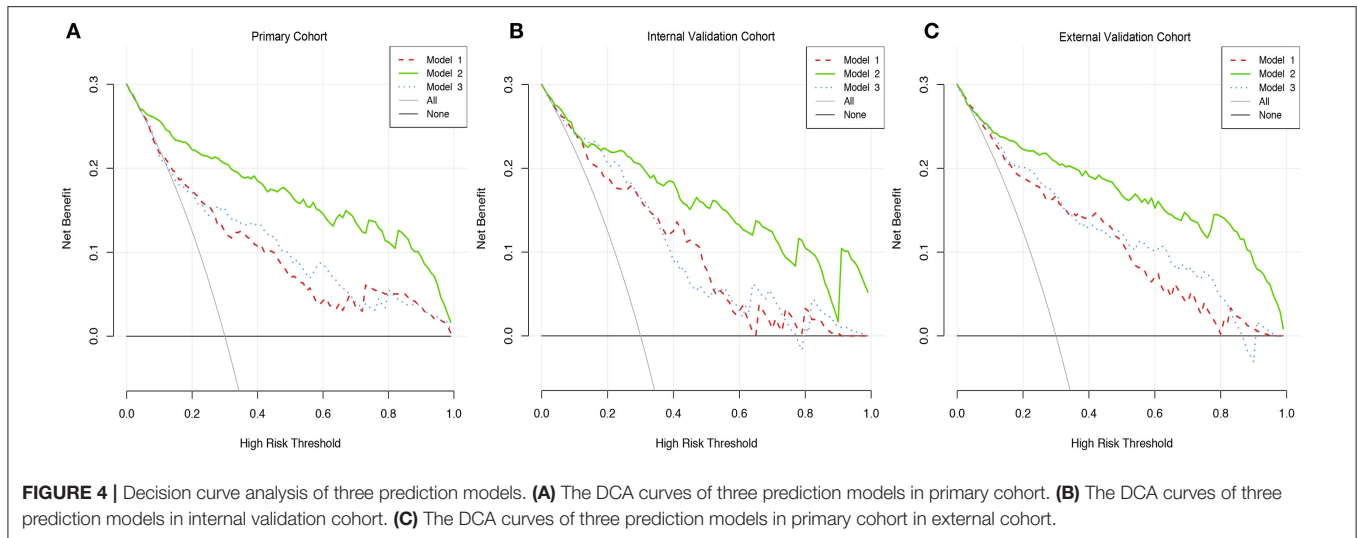 A
Primary Cohort
Model 1
Model 2
Model 3
All
None
Net Benefit
0.3
0.2
0.1
0.0
0.0 0.2 0.4 0.6 0.8 1.0
High Risk Threshold
B
Internal Validation Cohort
Model 1
Model 2
Model 3
All
None
Net Benefit
0.3
0.2
0.1
0.0
0.0 0.2 0.4 0.6 0.8 1.0
High Risk Threshold
C
External Validation Cohort
Model 1
Model 2
Model 3
All
None
Net Benefit
0.3
0.2
0.1
0.0
0.0 0.2 0.4 0.6 0.8 1.0
High Risk Threshold
FIGURE 4 | Decision curve analysis of three prediction models. (A) The DCA curves of three prediction models in primary cohort. (B) The DCA curves of three
prediction models in internal validation cohort. (C) The DCA curves of three prediction models in primary cohort in external cohort.